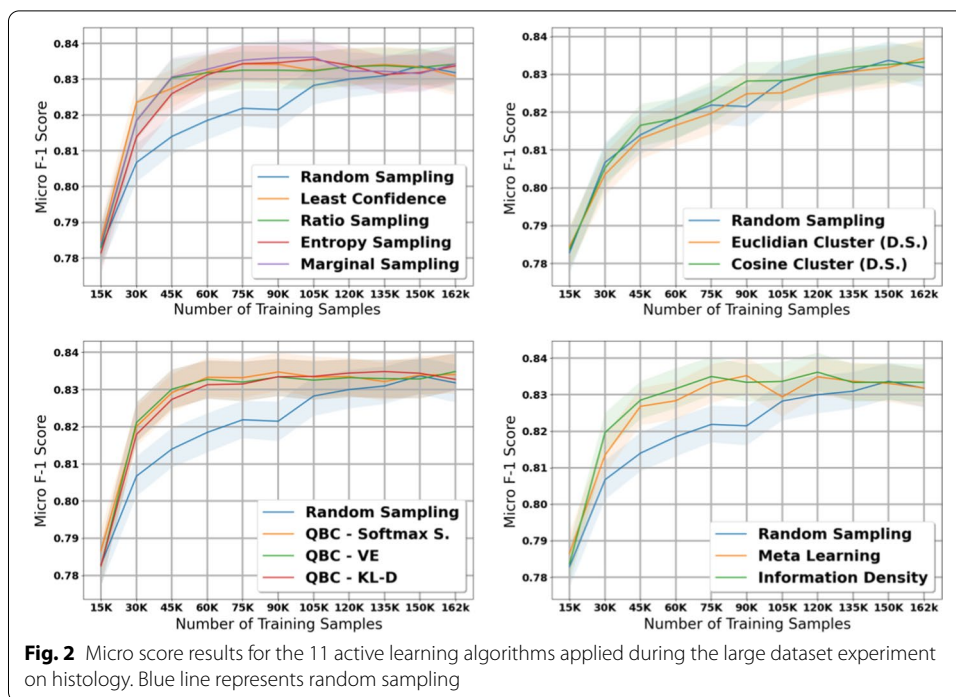 0.84
0.83
0.82
0.81
0.80
0.79
0.78
Micro F-1 Score
Random Sampling
Least Confidence
Ratio Sampling
Entropy Sampling
Marginal Sampling
15K 30K 45K 60K 75K 90K 105K 120K 135K 150K 162k
Number of Training Samples
0.84
0.83
0.82
0.81
0.80
0.79
0.78
Micro F-1 Score
Random Sampling
Euclidian Cluster (D.S.)
Cosine Cluster (D.S.)
15K 30K 45K 60K 75K 90K 105K 120K 135K 150K 162k
Number of Training Samples
0.84
0.83
0.82
0.81
0.80
0.79
0.78
Micro F-1 Score
Random Sampling
QBC - Softmax S.
QBC - VE
QBC - KL-D
15K 30K 45K 60K 75K 90K 105K 120K 135K 150K 162k
Number of Training Samples
0.84
0.83
0.82
0.81
0.80
0.79
0.78
Micro F-1 Score
Random Sampling
Meta Learning
Information Density
15K 30K 45K 60K 75K 90K 105K 120K 135K 150K 162k
Number of Training Samples
Fig. 2 Micro score results for the 11 active learning algorithms applied during the large dataset experiment
on histology. Blue line represents random sampling